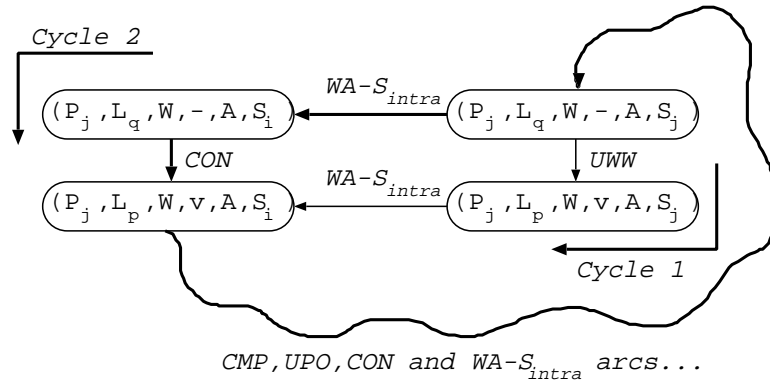 Cycle 2
WA-S_intra
(P_j,L_q,W,-,A,S_i) (P_j,L_q,W,-,A,S_j)
CON UWW
WA-S_intra
(P_j,L_p,W,v,A,S_i) (P_j,L_p,W,v,A,S_j)
Cycle 1
CMP,UPO,CON and WA-S_intra arcs...